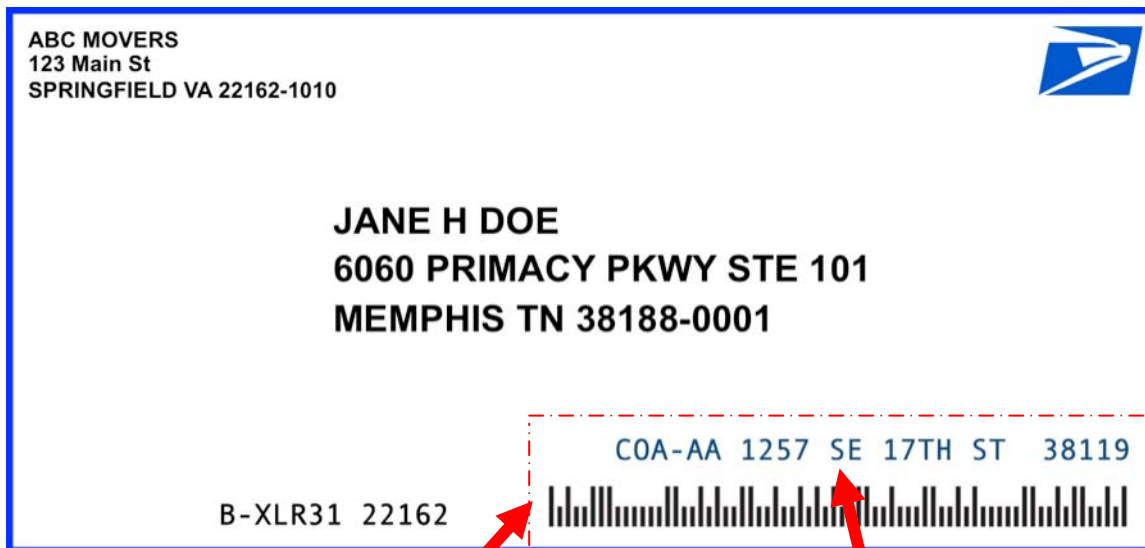 ABC MOVERS
123 Main St
SPRINGFIELD VA 22162-1010
JANE H DOE
6060 PRIMACY PKWY STE 101
MEMPHIS TN 38188-0001
COA-AA 1257 SE 17TH ST 38119
B-XLR31 22162